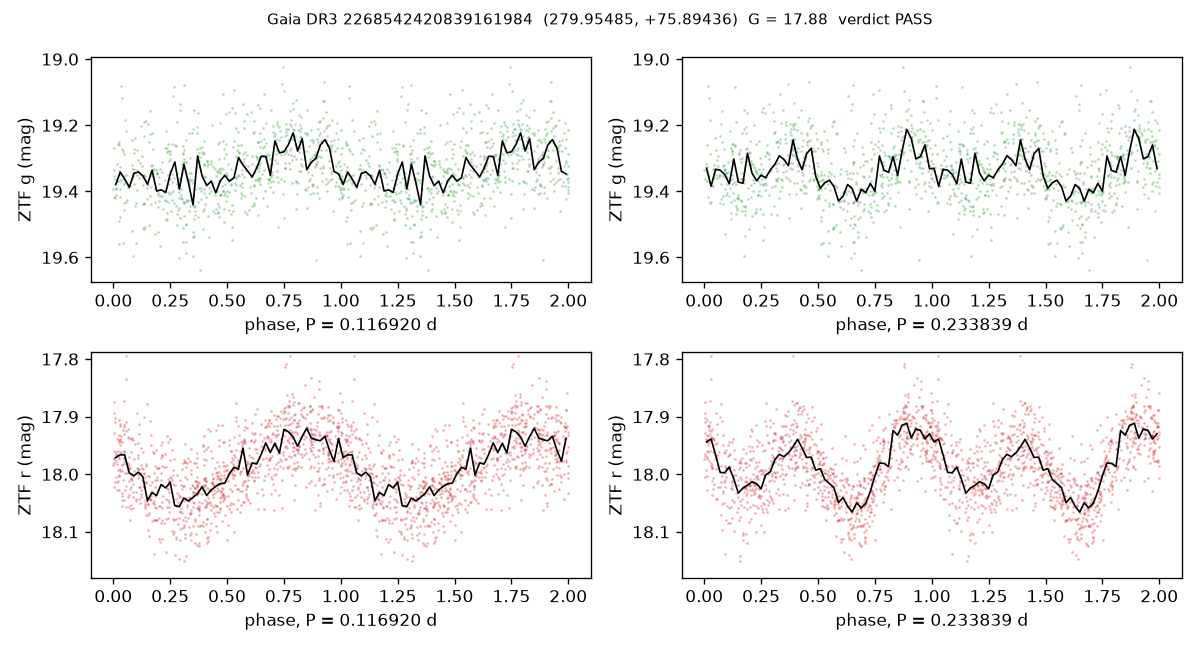 Gaia DR3 2268542420839161984 (279.95485, +75.89436) G = 17.88 verdict PASS
19.0
19.2
19.4
19.6
ZTF g (mag)
0.00 0.25 0.50 0.75 1.00 1.25 1.50 1.75 2.00
phase, P = 0.116920 d
19.0
19.2
19.4
19.6
ZTF g (mag)
0.00 0.25 0.50 0.75 1.00 1.25 1.50 1.75 2.00
phase, P = 0.233839 d
17.8
17.9
18.0
18.1
ZTF r (mag)
0.00 0.25 0.50 0.75 1.00 1.25 1.50 1.75 2.00
phase, P = 0.116920 d
17.8
17.9
18.0
18.1
ZTF r (mag)
0.00 0.25 0.50 0.75 1.00 1.25 1.50 1.75 2.00
phase, P = 0.233839 d